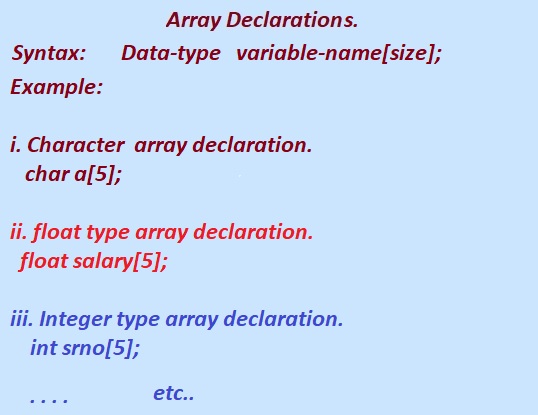 Array Declarations.
Syntax: Data-type variable-name[size];
Example:
i. Character array declaration.
char a[5];
ii. float type array declaration.
float salary[5];
iii. Integer type array declaration.
int srno[5];
. . . . etc..